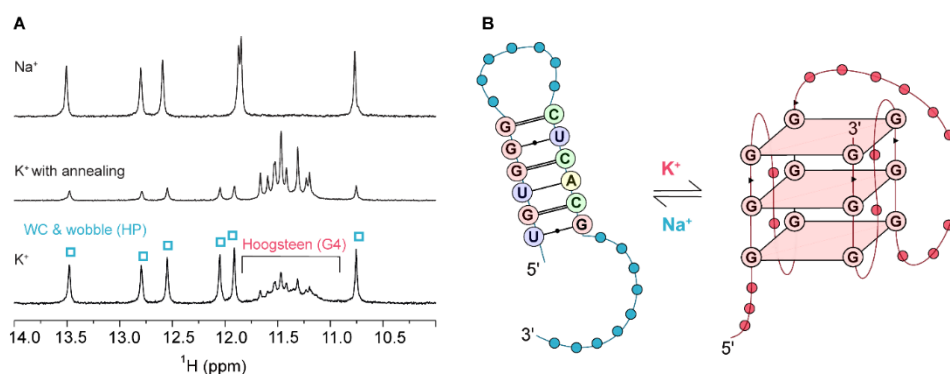 A
Na⁺
K⁺ with annealing
WC & wobble (HP)
Hoogsteen (G4)
K⁺
14.0 13.5 13.0 12.5 12.0 11.5 11.0 10.5
¹H (ppm)
B
G C
G U
G C
U A
G C
U G
5'
3'
K⁺
Na⁺
G G
3'
G G
G G
G G
G G
G G
5'